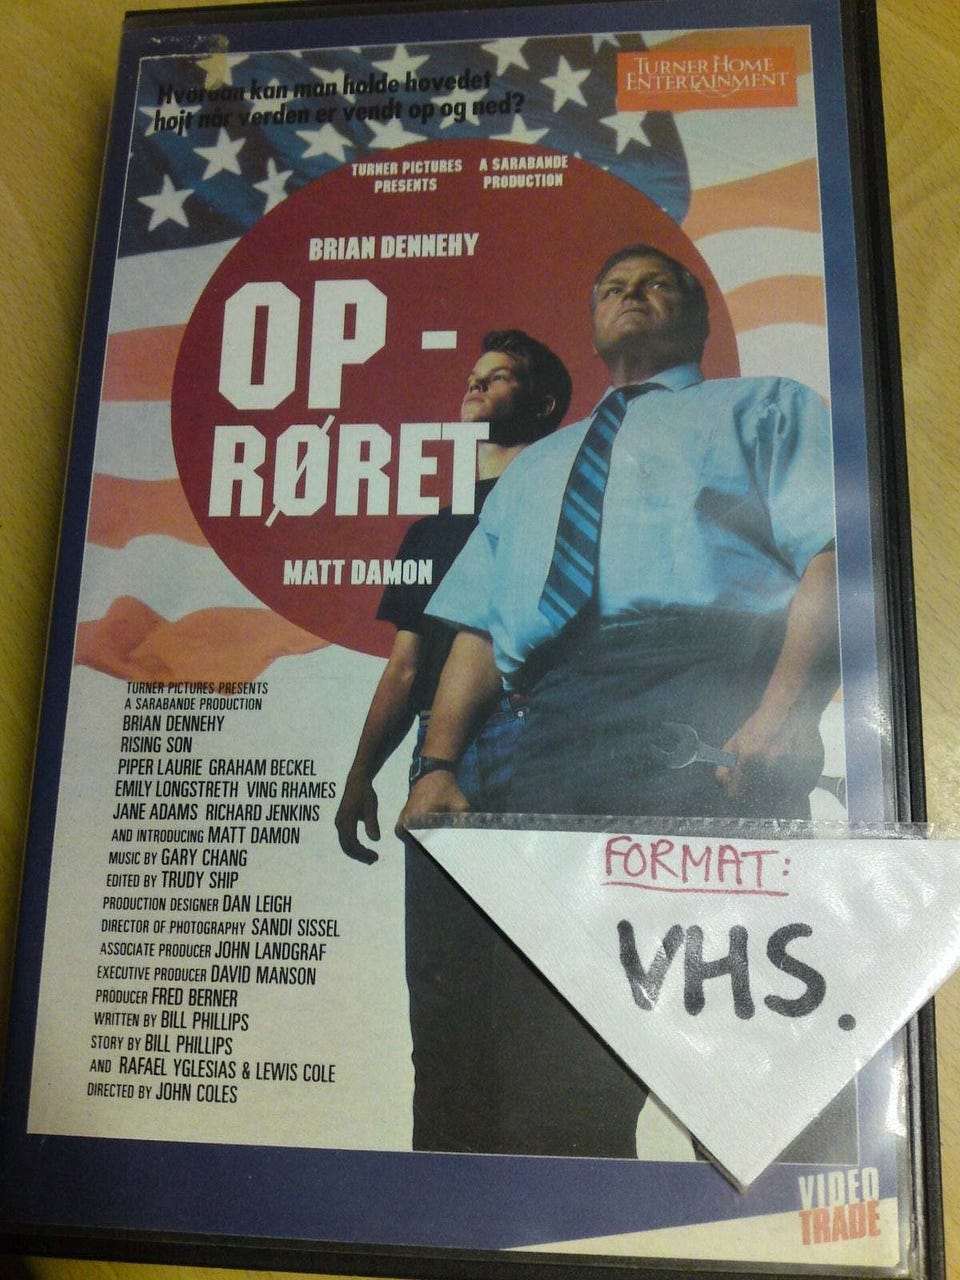 Hvordan kan man holde hovedet
højt når verden er vendt op og ned?
TURNER HOME
ENTERTAINMENT
TURNER PICTURES
PRESENTS
A SARABANDE
PRODUCTION
BRIAN DENNEHY
OP-
RØRET
MATT DAMON
TURNER PICTURES PRESENTS
A SARABANDE PRODUCTION
BRIAN DENNEHY
RISING SON
PIPER LAURIE GRAHAM BECKEL
EMILY LONGSTRETH VING RHAMES
JANE ADAMS RICHARD JENKINS
AND INTRODUCING MATT DAMON
MUSIC BY GARY CHANG
EDITED BY TRUDY SHIP
PRODUCTION DESIGNER DAN LEIGH
DIRECTOR OF PHOTOGRAPHY SANDI SISSEL
ASSOCIATE PRODUCER JOHN LANDGRAF
EXECUTIVE PRODUCER DAVID MANSON
PRODUCER FRED BERNER
WRITTEN BY BILL PHILLIPS
STORY BY BILL PHILLIPS
AND RAFAEL YGLESIAS & LEWIS COLE
DIRECTED BY JOHN COLES
FORMAT:
VHS.
VIDEO
TRADE